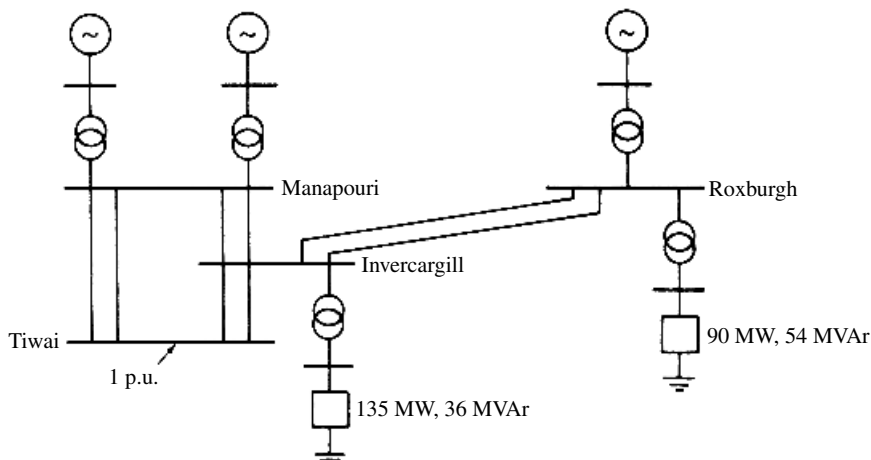 ~
~
~
Manapouri
Roxburgh
Invercargill
Tiwai
1 p.u.
90 MW, 54 MVAr
135 MW, 36 MVAr